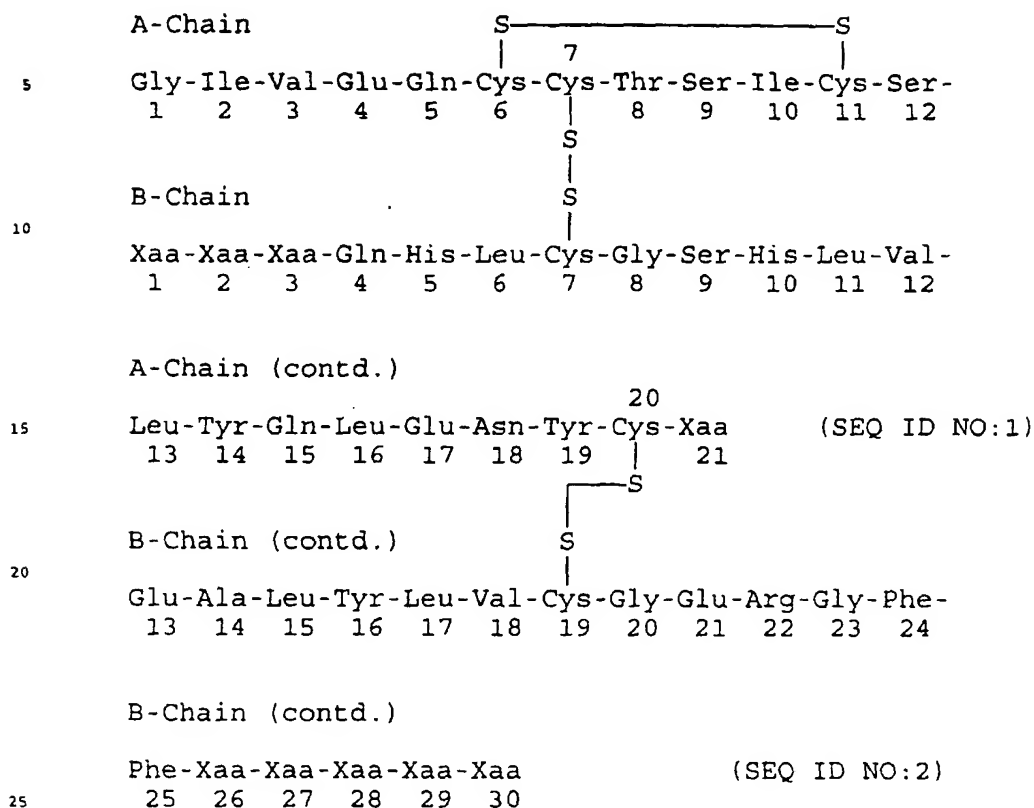 A-Chain
S S
7
5 Gly-Ile-Val-Glu-Gln-Cys-Cys-Thr-Ser-Ile-Cys-Ser-
1 2 3 4 5 6 8 9 10 11 12
S
S
B-Chain
10
Xaa-Xaa-Xaa-Gln-His-Leu-Cys-Gly-Ser-His-Leu-Val-
1 2 3 4 5 6 7 8 9 10 11 12
A-Chain (contd.)
20
15 Leu-Tyr-Gln-Leu-Glu-Asn-Tyr-Cys-Xaa (SEQ ID NO:1)
13 14 15 16 17 18 19 21
S
S
B-Chain (contd.)
20
Glu-Ala-Leu-Tyr-Leu-Val-Cys-Gly-Glu-Arg-Gly-Phe-
13 14 15 16 17 18 19 20 21 22 23 24
B-Chain (contd.)
Phe-Xaa-Xaa-Xaa-Xaa-Xaa (SEQ ID NO:2)
25 25 26 27 28 29 30